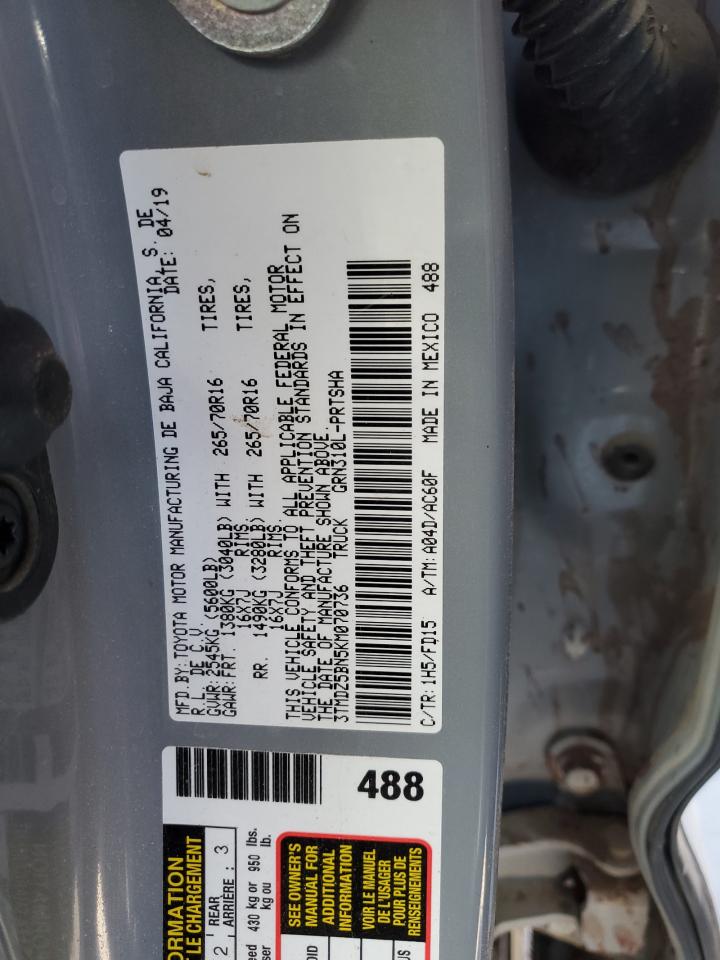 MFD.BY:TOYOTA MOTOR MANUFACTURING DE BAJA CALIFORNIA, S. DE
R. L. DE C. V. DATE: 04/19
GVWR: 2545KG (5600LB)
GAWR: FRT. 1380KG (3040LB) WITH 265/70R16 TIRES,
16X7J RIMS,
RR. 1490KG (3280LB) WITH 265/70R16 TIRES,
16X7J RIMS.
THIS VEHICLE CONFORMS TO ALL APPLICABLE FEDERAL MOTOR
VEHICLE SAFETY AND THEFT PREVENTION STANDARDS IN EFFECT ON
THE DATE OF MANUFACTURE SHOWN ABOVE.
3TMDZ5BN5KM070736 TRUCK GRN310L-PRTSHA
C/TR: 1H5/FD15 A/TM: A04D/AC60F MADE IN MEXICO 488
488
ORMATION
T LE CHARGEMENT
2 REAR
ARRIÈRE : 3
430 kg or 950 lbs.
kg ou lb.
SEE OWNER'S
MANUAL FOR
ADDITIONAL
INFORMATION
VOIR LE MANUEL
DE L'USAGER
POUR PLUS DE
RENSEIGNEMENTS